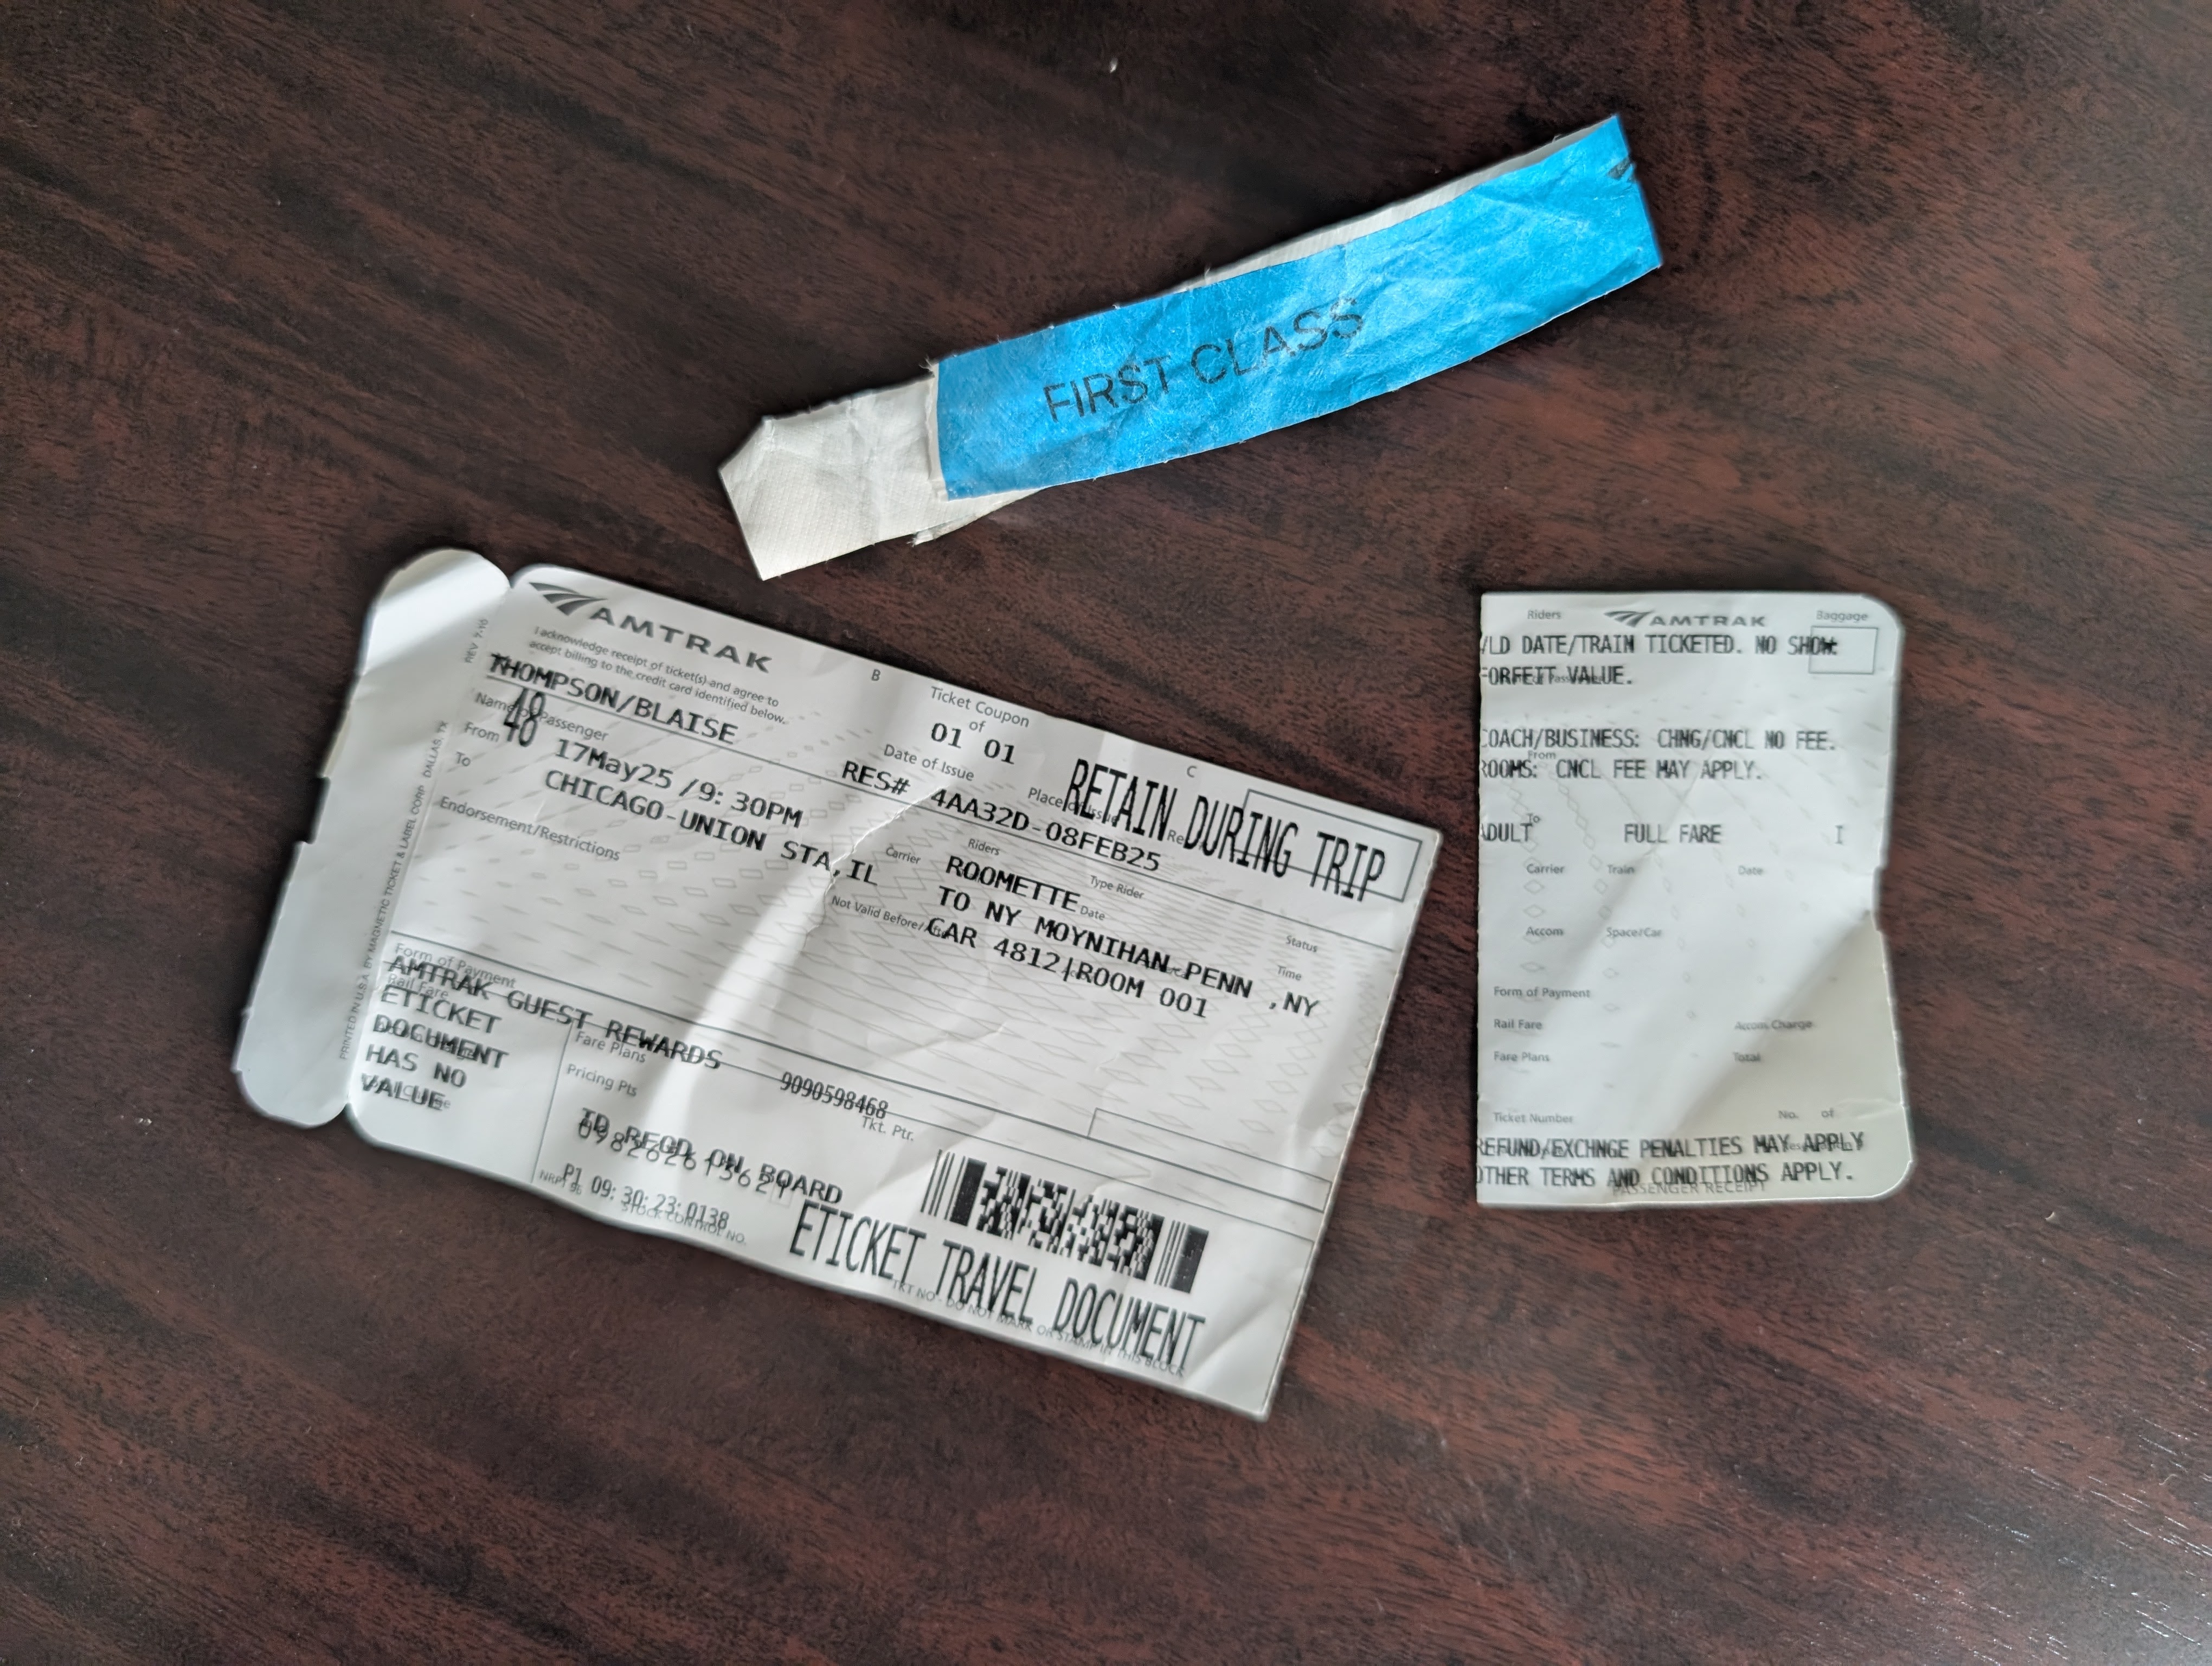 FIRST CLASS
AMTRAK
I acknowledge receipt of ticket(s) and agree to
accept billing to the credit card identified below.
REV 7-10
PRINTED IN U.S.A. BY MAGNETIC TICKET & LABEL CORP. DALLAS, TX
B
Ticket Coupon
of
01 01
C
RETAIN DURING TRIP
THOMPSON/BLAISE
Name of Passenger
48
40
Date of Issue
Place of Issue
RES# 4AA32D-08FEB25
From
17May25 /9:30PM
To
CHICAGO-UNION STA,IL
Carrier
Riders
Type Rider
ROOMETTE
Date
Status
TO NY MOYNIHAN PENN ,NY
Time
Endorsement/Restrictions
Not Valid Before/After
CAR 4812|ROOM 001
Form of Payment
AMTRAK GUEST REWARDS
Rail Fare
ETICKET
DOCUMENT
HAS NO
VALUE
Fare Plans
9090598468
Pricing Pts
Tkt. Ptr.
ID REQD ON BOARD
P1 09:30:23:0138
STOCK CONTROL NO.
ETICKET TRAVEL DOCUMENT
TKT NO - DO NOT MARK OR STAMP IN THIS BLOCK
Riders
AMTRAK
Baggage
/LD DATE/TRAIN TICKETED. NO SHOW:
FORFEIT VALUE.
COACH/BUSINESS: CHNG/CNCL NO FEE.
From
ROOMS: CNCL FEE MAY APPLY.
To
ADULT FULL FARE I
Carrier Train Date
Accom Space/Car
Form of Payment
Rail Fare Accom Charge
Fare Plans Total
Ticket Number No. of
REFUND/EXCHNGE PENALTIES MAY APPLY
OTHER TERMS AND CONDITIONS APPLY.
PASSENGER RECEIPT